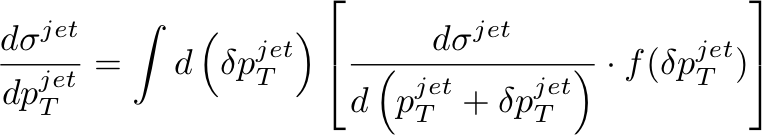 \frac{d\sigma^{jet}}{dp_T^{jet}} = \int d\left(\delta p_T^{jet}\right) \left[ \frac{d\sigma^{jet}}{d\left(p_T^{jet} + \delta p_T^{jet}\right)} \cdot f(\delta p_T^{jet}) \right]